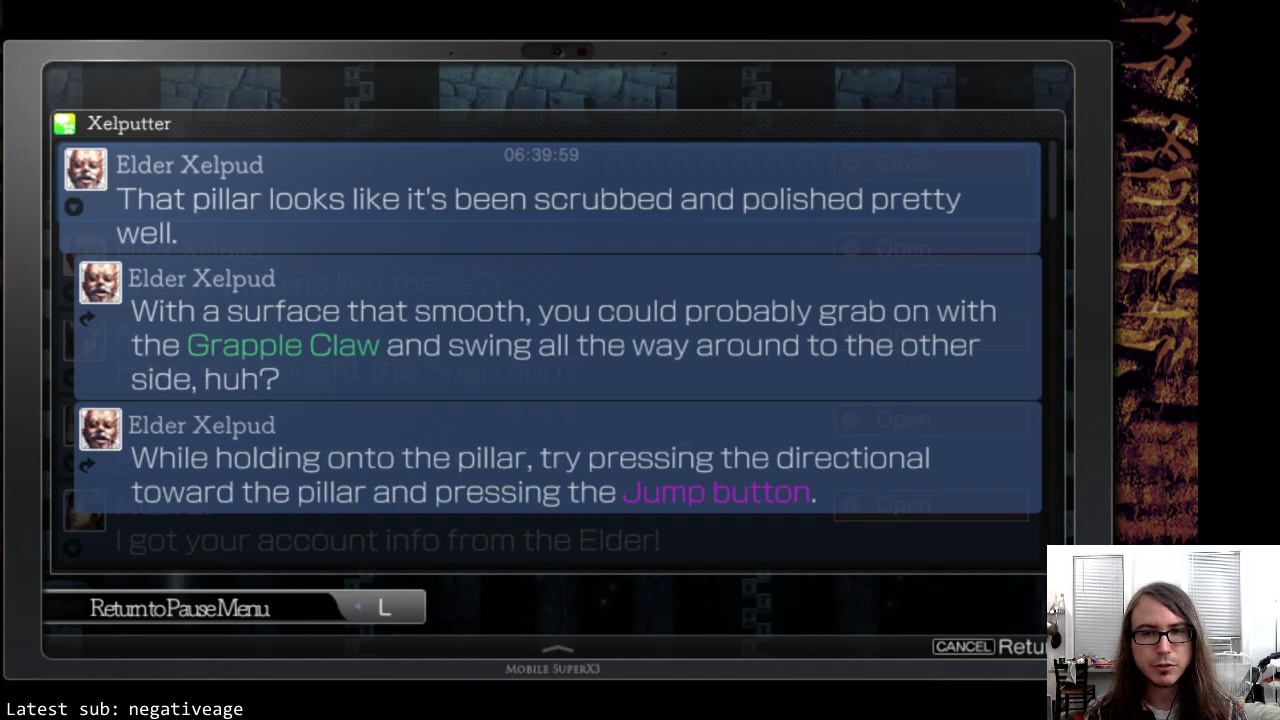 Xelputter
06:39:59
Close
Elder Xelpud
That pillar looks like it's been scrubbed and polished pretty
well.
Open
Elder Xelpud
With a surface that smooth, you could probably grab on with
the Grapple Claw and swing all the way around to the other
side, huh?
Elder Xelpud
Open
While holding onto the pillar, try pressing the directional
toward the pillar and pressing the Jump button.
Open
I got your account info from the Elder!
Return to Pause Menu
L
CANCEL Retu
MOBILE SUPERX3
Latest sub: negativeage